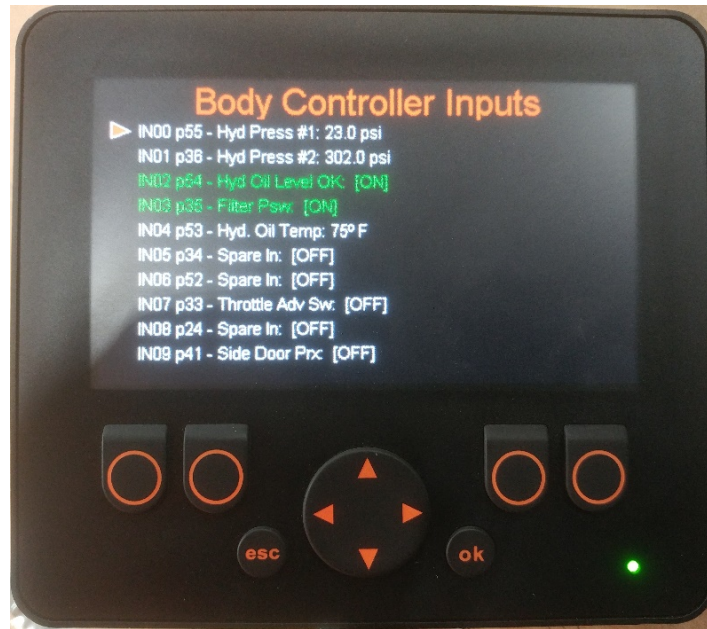 Body Controller Inputs
IN00 p55 - Hyd Press #1: 23.0 psi
IN01 p36 - Hyd Press #2: 302.0 psi
IN02 p54 - Hyd Oil Level OK: [ON]
IN03 p35 - Filter Psw: [ON]
IN04 p53 - Hyd. Oil Temp: 75º F
IN05 p34 - Spare In: [OFF]
IN06 p52 - Spare In: [OFF]
IN07 p33 - Throttle Adv Sw: [OFF]
IN08 p24 - Spare In: [OFF]
IN09 p41 - Side Door Prx: [OFF]
esc
ok